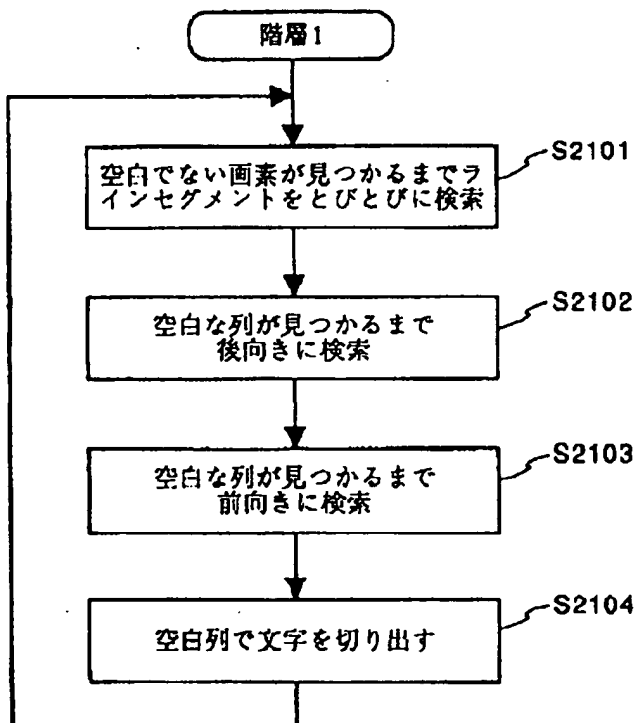 階層1
S2101
空白でない画素が見つかるまでラ
インセグメントをとびとびに検索
S2102
空白な列が見つかるまで
後向きに検索
S2103
空白な列が見つかるまで
前向きに検索
S2104
空白列で文字を切り出す